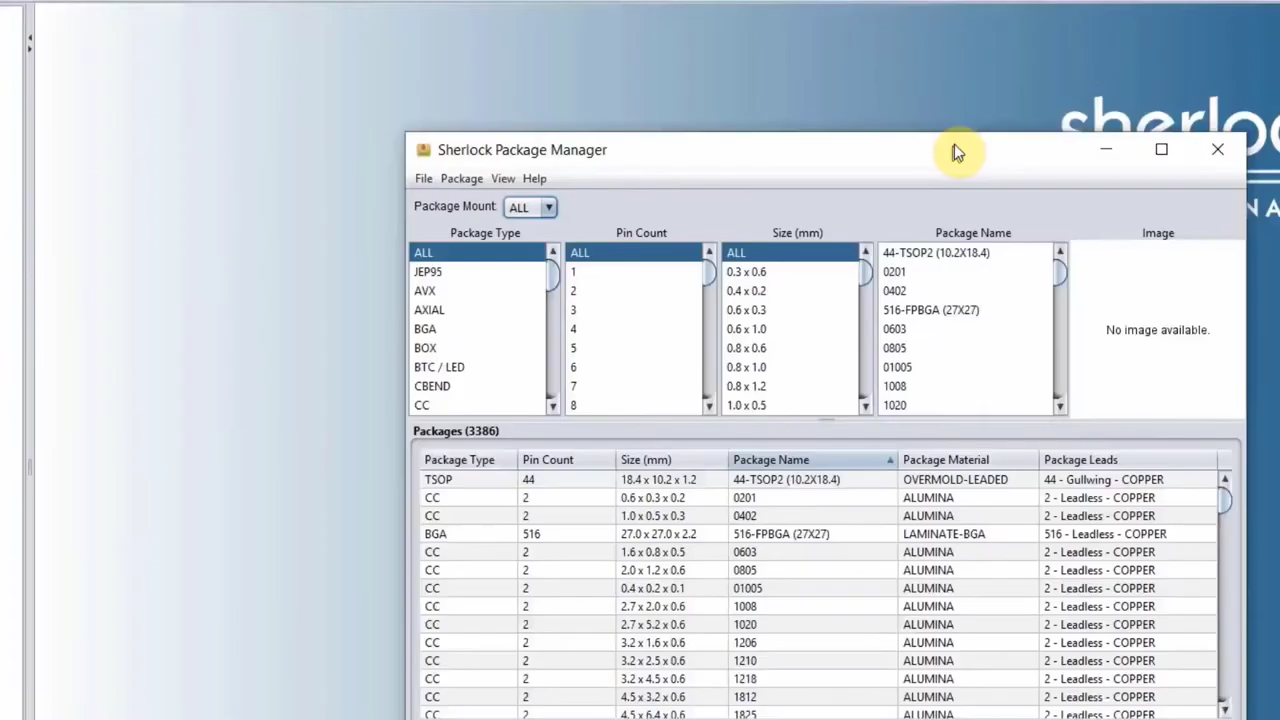 sherlo
N A
Sherlock Package Manager
File Package View Help
Package Mount ALL
Package Type Pin Count Size (mm) Package Name Image
ALL ALL ALL 44-TSOP2 (10.2X18.4)
JEP95 1 0.3 x 0.6 0201
AVX 2 0.4 x 0.2 0402
AXIAL 3 0.6 x 0.3 516-FPBGA (27X27)
BGA 4 0.6 x 1.0 0603 No image available.
BOX 5 0.8 x 0.6 0805
BTC / LED 6 0.8 x 1.0 01005
CBEND 7 0.8 x 1.2 1008
CC 8 1.0 x 0.5 1020
Packages (3386)
Package Type Pin Count Size (mm) Package Name Package Material Package Leads
TSOP 44 18.4 x 10.2 x 1.2 44-TSOP2 (10.2X18.4) OVERMOLD-LEADED 44 - Gullwing - COPPER
CC 2 0.6 x 0.3 x 0.2 0201 ALUMINA 2 - Leadless - COPPER
CC 2 1.0 x 0.5 x 0.3 0402 ALUMINA 2 - Leadless - COPPER
BGA 516 27.0 x 27.0 x 2.2 516-FPBGA (27X27) LAMINATE-BGA 516 - Leadless - COPPER
CC 2 1.6 x 0.8 x 0.5 0603 ALUMINA 2 - Leadless - COPPER
CC 2 2.0 x 1.2 x 0.6 0805 ALUMINA 2 - Leadless - COPPER
CC 2 0.4 x 0.2 x 0.1 01005 ALUMINA 2 - Leadless - COPPER
CC 2 2.7 x 2.0 x 0.6 1008 ALUMINA 2 - Leadless - COPPER
CC 2 2.7 x 5.2 x 0.6 1020 ALUMINA 2 - Leadless - COPPER
CC 2 3.2 x 1.6 x 0.6 1206 ALUMINA 2 - Leadless - COPPER
CC 2 3.2 x 2.5 x 0.6 1210 ALUMINA 2 - Leadless - COPPER
CC 2 3.2 x 4.5 x 0.6 1218 ALUMINA 2 - Leadless - COPPER
CC 2 4.5 x 3.2 x 0.6 1812 ALUMINA 2 - Leadless - COPPER
CC 2 4.5 x 6.4 x 0.6 1825 ALUMINA 2 - Leadless - COPPER